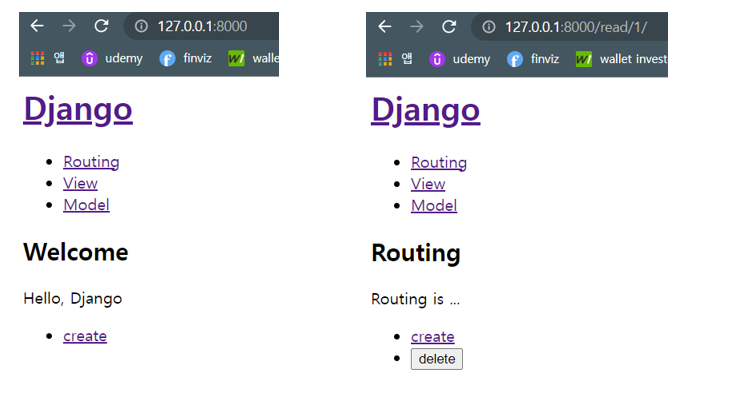 127.0.0.1:8000
앱 udemy finviz walle
Django
Routing
View
Model
Welcome
Hello, Django
create
127.0.0.1:8000/read/1/
앱 udemy finviz wallet invest
Django
Routing
View
Model
Routing
Routing is ...
create
delete